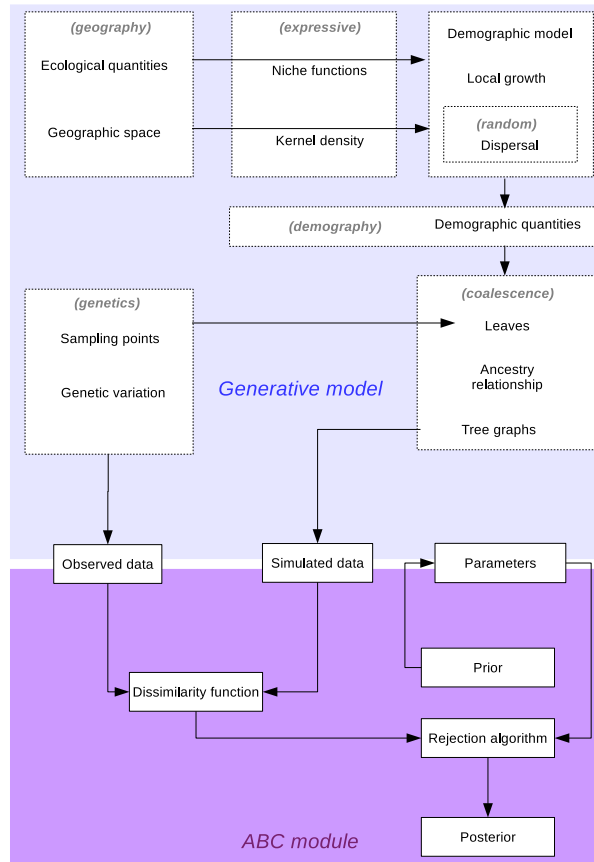 (geography)
Ecological quantities
Geographic space
(expressive)
Niche functions
Kernel density
Demographic model
Local growth
(random)
Dispersal
(demography)
Demographic quantities
(genetics)
Sampling points
Genetic variation
(coalescence)
Leaves
Ancestry
relationship
Tree graphs
Generative model
Observed data
Simulated data
Parameters
Prior
Dissimilarity function
Rejection algorithm
Posterior
ABC module